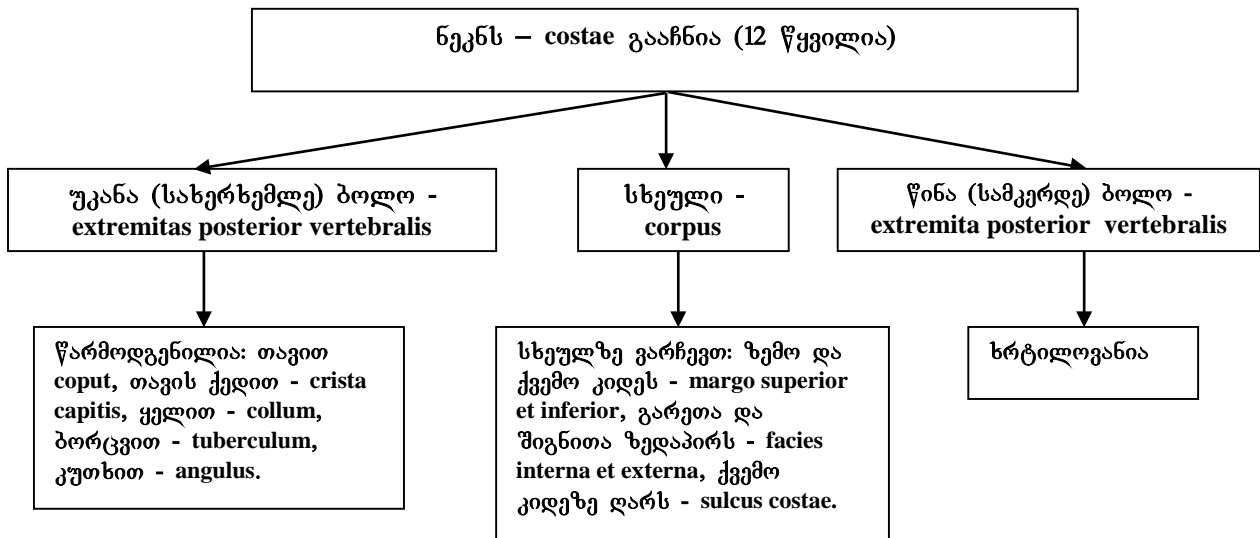 ნეკნს – costae გააჩნია (12 წყვილია)
უკანა (სახერხემლე) ბოლო -
extremitas posterior vertebralis
სხეული -
corpus
წინა (სამკერდე) ბოლო -
extremita posterior vertebralis
წარმოდგენილია: თავით
coput, თავის ქედით - crista
capitis, ყელით - collum,
ბორცვით - tuberculum,
კუთხით - angulus.
სხეულზე ვარჩევთ: ზემო და
ქვემო კიდეს - margo superior
et inferior, გარეთა და
შიგნითა ზედაპირს - facies
interna et externa, ქვემო
კიდეზე ღარს - sulcus costae.
ხრტილოვანია